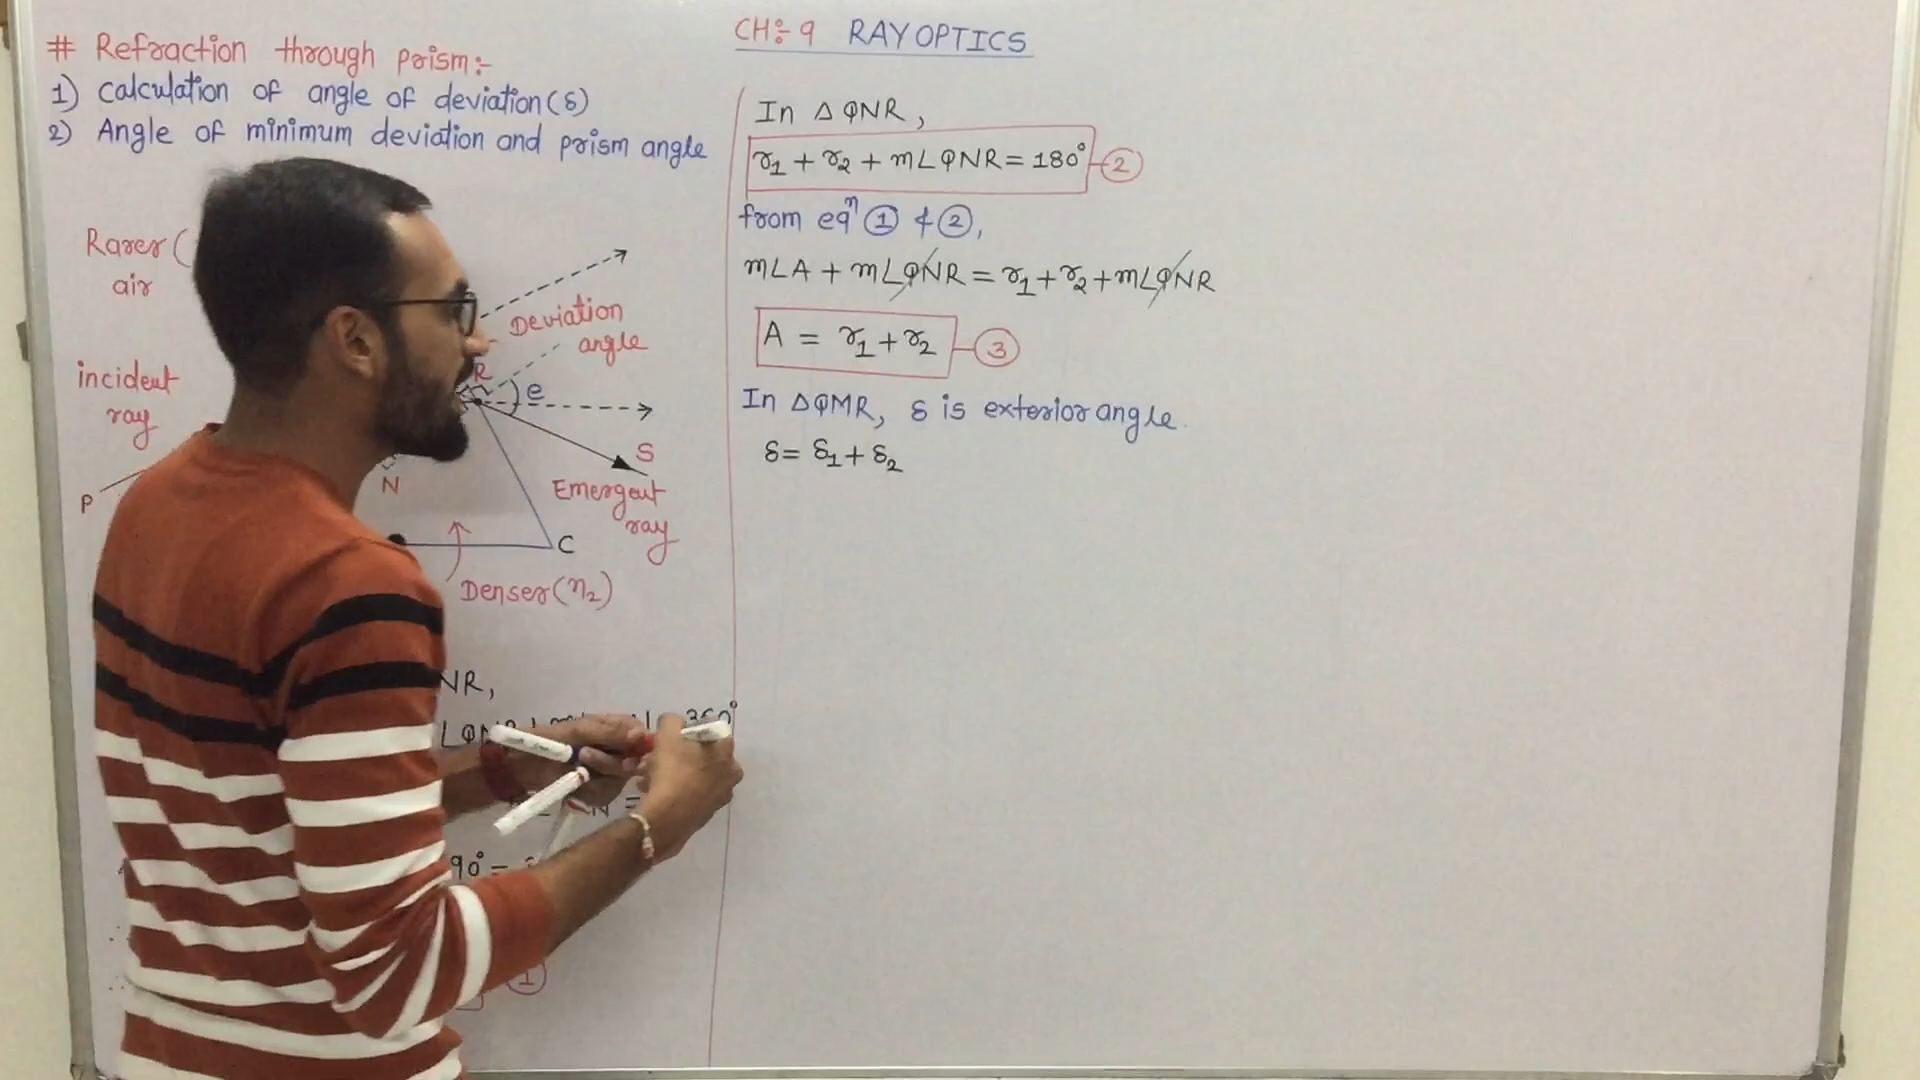 CH:- 9 RAY OPTICS
# Refraction through prism:-
1) calculation of angle of deviation (δ)
2) Angle of minimum deviation and prism angle
Rarer (
air
Deviation
angle
incident
ray
R
e
S
P
N
Emergent
ray
C
Denser (n₂)
NR,
360°
N =
90° -
1
In △QNR,
r₁ + r₂ + m∠QNR = 180° 2
from eqⁿ 1 & 2,
m∠A + m∠QNR = r₁ + r₂ + m∠QNR
A = r₁ + r₂ 3
In △QMR, δ is exterior angle.
δ = δ₁ + δ₂